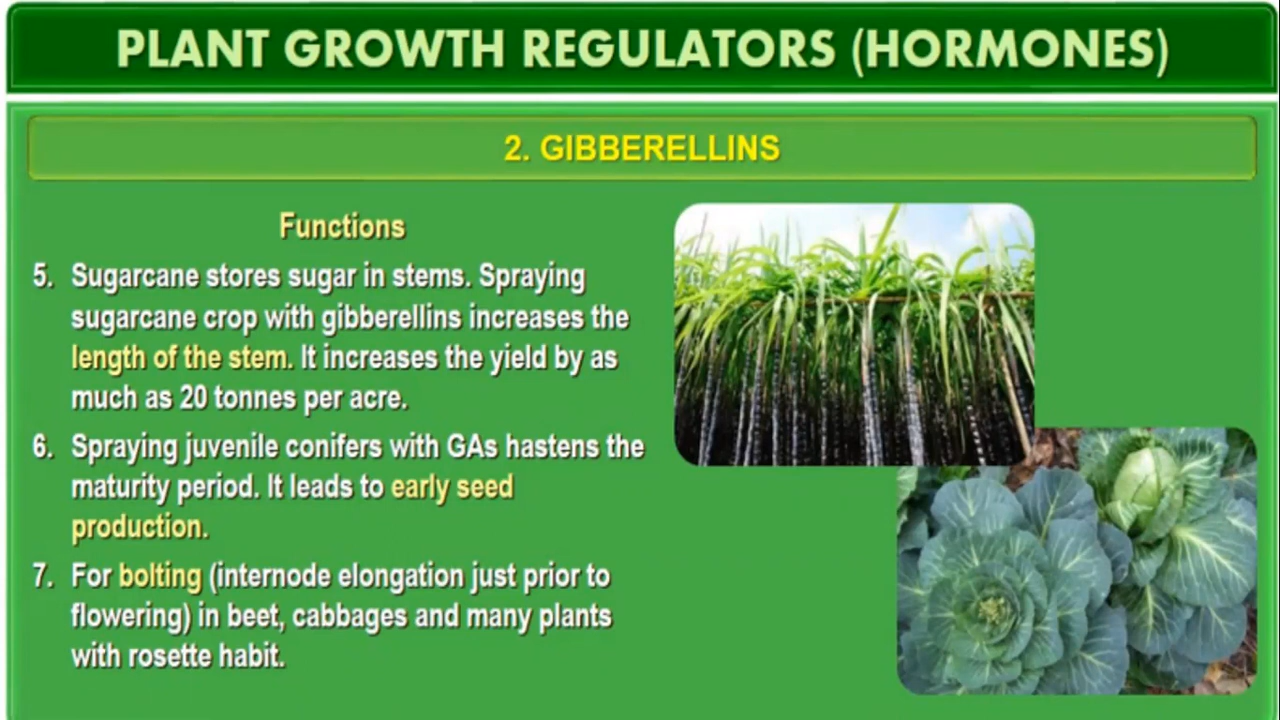 PLANT GROWTH REGULATORS (HORMONES)
2. GIBBERELLINS
Functions
5. Sugarcane stores sugar in stems. Spraying
sugarcane crop with gibberellins increases the
length of the stem. It increases the yield by as
much as 20 tonnes per acre.
6. Spraying juvenile conifers with GAs hastens the
maturity period. It leads to early seed
production.
7. For bolting (internode elongation just prior to
flowering) in beet, cabbages and many plants
with rosette habit.